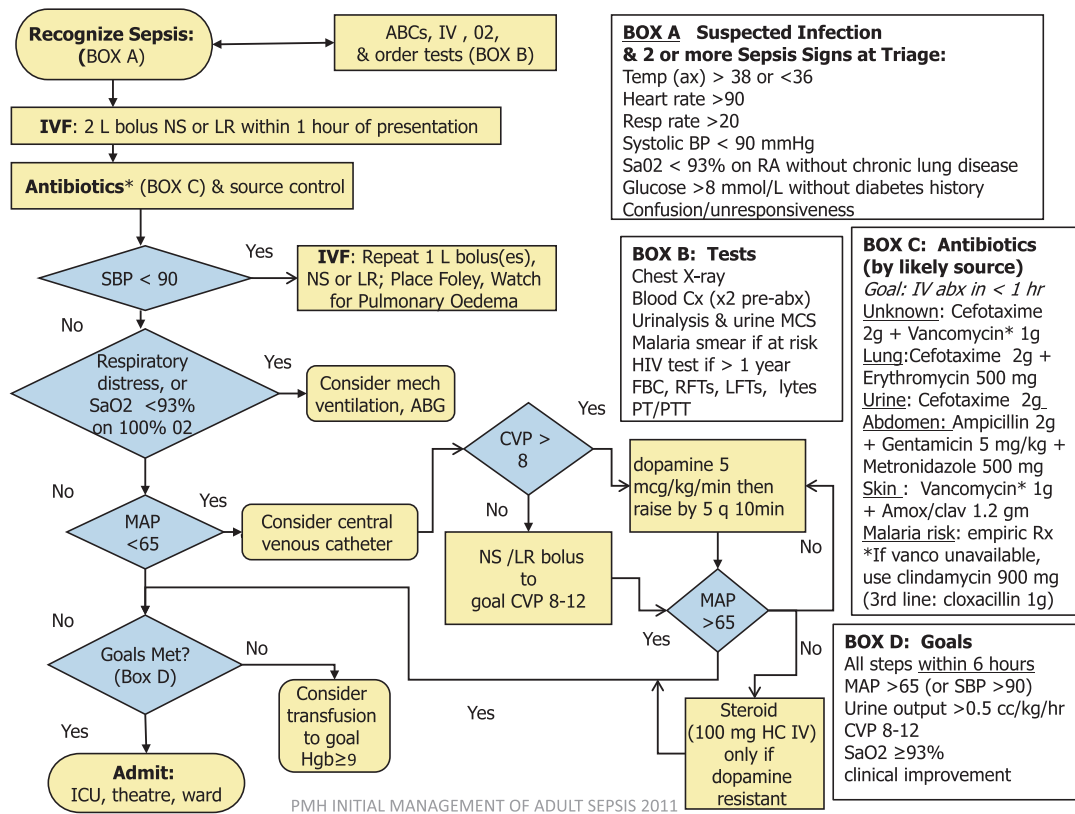 Recognize Sepsis:
(BOX A)
ABCs, IV , 02,
& order tests (BOX B)
IVF: 2 L bolus NS or LR within 1 hour of presentation
Antibiotics* (BOX C) & source control
SBP < 90
Yes
IVF: Repeat 1 L bolus(es),
NS or LR; Place Foley, Watch
for Pulmonary Oedema
No
Respiratory
distress, or
SaO2 <93%
on 100% 02
Yes
Consider mech
ventilation, ABG
No
MAP
<65
Yes
Consider central
venous catheter
CVP >
8
Yes
dopamine 5
mcg/kg/min then
raise by 5 q 10min
No
NS /LR bolus
to
goal CVP 8-12
MAP
>65
No
Yes
No
Steroid
(100 mg HC IV)
only if
dopamine
resistant
Yes
No
Goals Met?
(Box D)
No
Consider
transfusion
to goal
Hgb≥9
Yes
Admit:
ICU, theatre, ward
BOX A Suspected Infection
& 2 or more Sepsis Signs at Triage:
Temp (ax) > 38 or <36
Heart rate >90
Resp rate >20
Systolic BP < 90 mmHg
Sa02 < 93% on RA without chronic lung disease
Glucose >8 mmol/L without diabetes history
Confusion/unresponsiveness
BOX B: Tests
Chest X-ray
Blood Cx (x2 pre-abx)
Urinalysis & urine MCS
Malaria smear if at risk
HIV test if > 1 year
FBC, RFTs, LFTs, lytes
PT/PTT
BOX C: Antibiotics
(by likely source)
Goal: IV abx in < 1 hr
Unknown: Cefotaxime
2g + Vancomycin* 1g
Lung:Cefotaxime 2g +
Erythromycin 500 mg
Urine: Cefotaxime 2g
Abdomen: Ampicillin 2g
+ Gentamicin 5 mg/kg +
Metronidazole 500 mg
Skin : Vancomycin* 1g
+ Amox/clav 1.2 gm
Malaria risk: empiric Rx
*If vanco unavailable,
use clindamycin 900 mg
(3rd line: cloxacillin 1g)
BOX D: Goals
All steps within 6 hours
MAP >65 (or SBP >90)
Urine output >0.5 cc/kg/hr
CVP 8-12
SaO2 ≥93%
clinical improvement
PMH INITIAL MANAGEMENT OF ADULT SEPSIS 2011